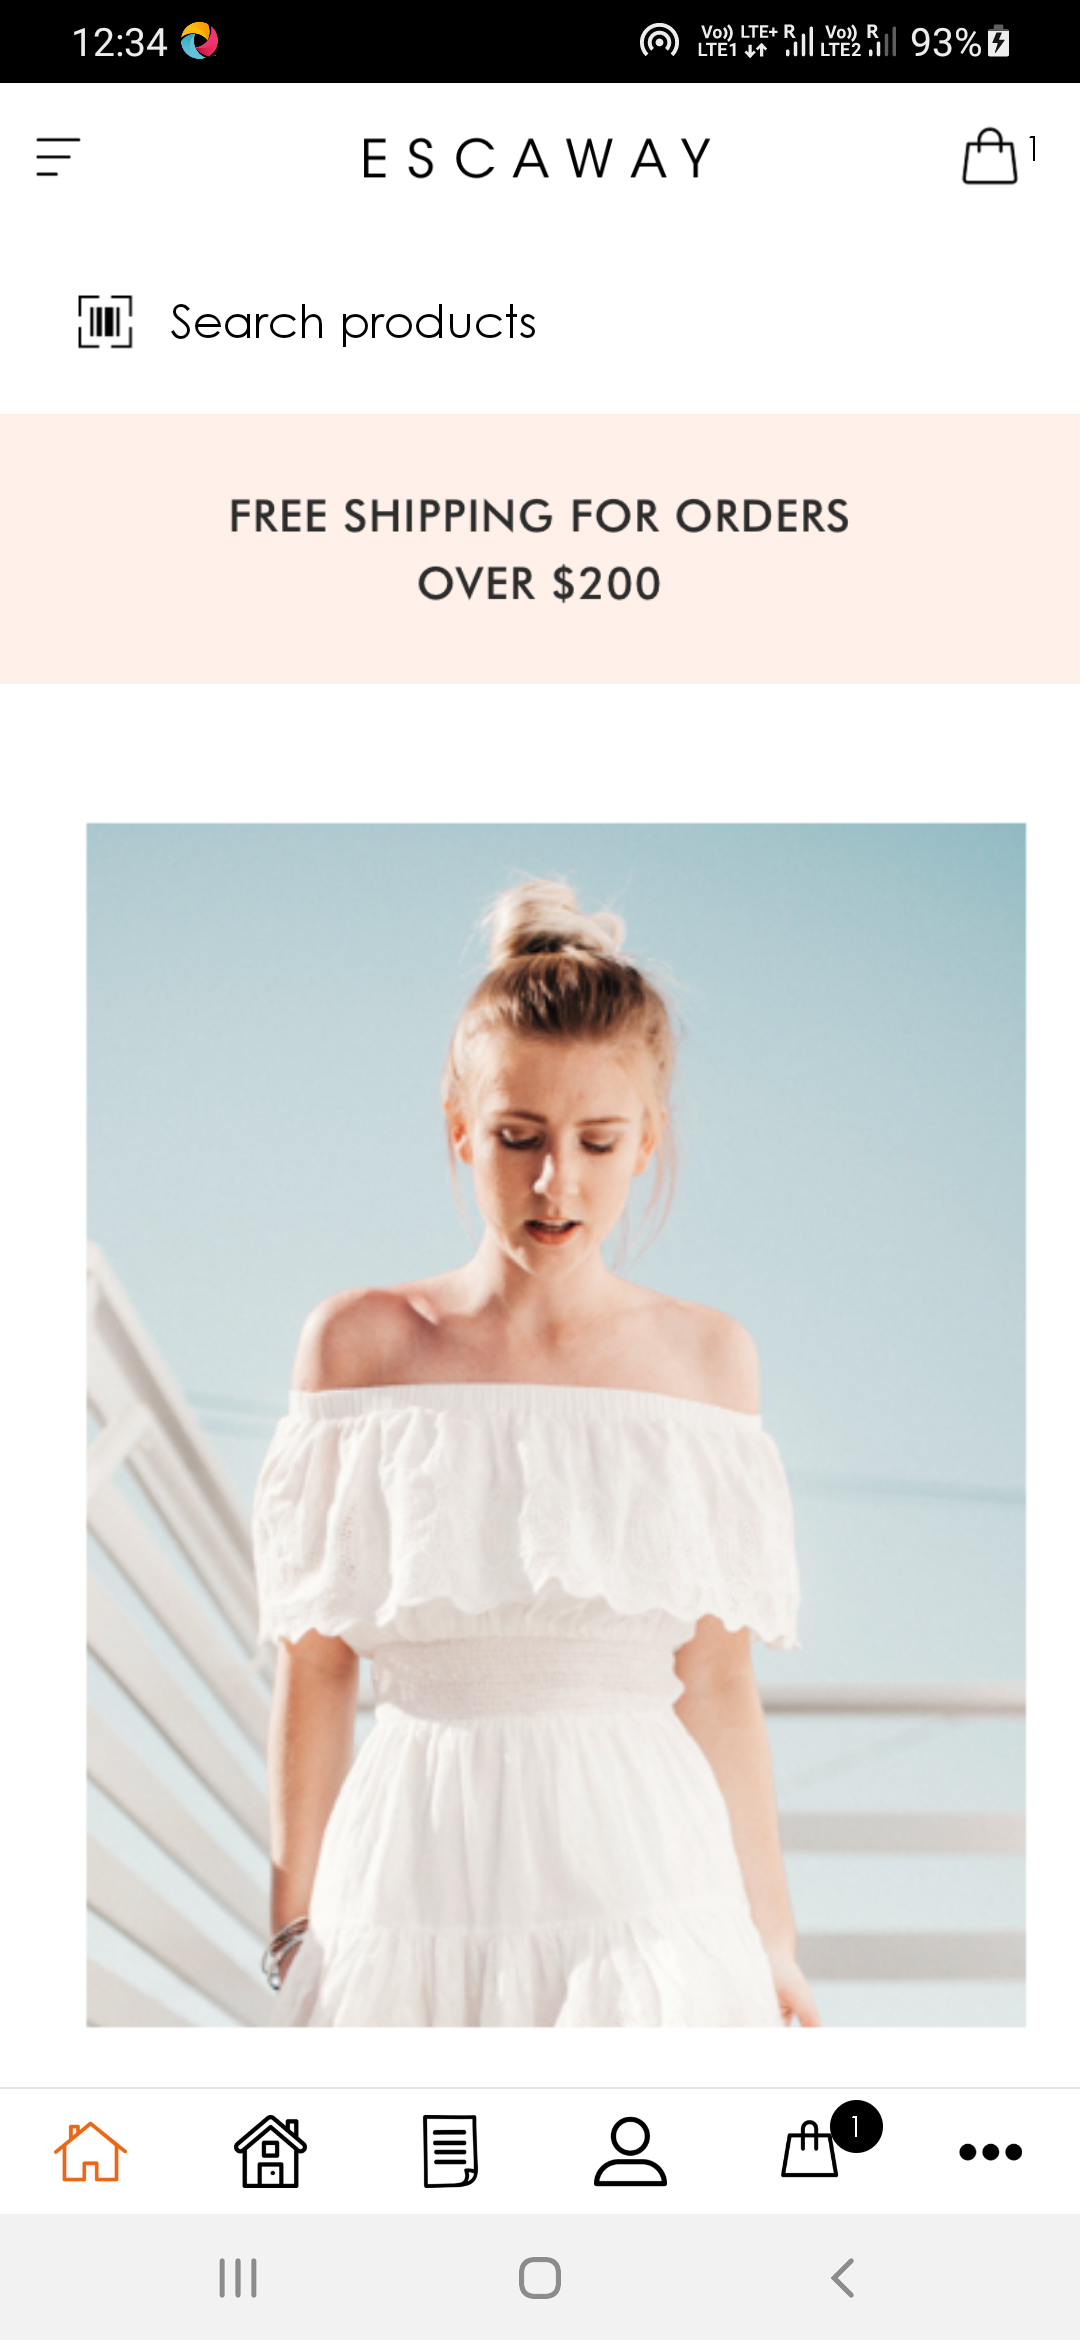 12:34
Vo)) LTE+ R Vo)) R 93%
LTE1 LTE2
ESCAWAY
1
Search products
FREE SHIPPING FOR ORDERS
OVER $200
1